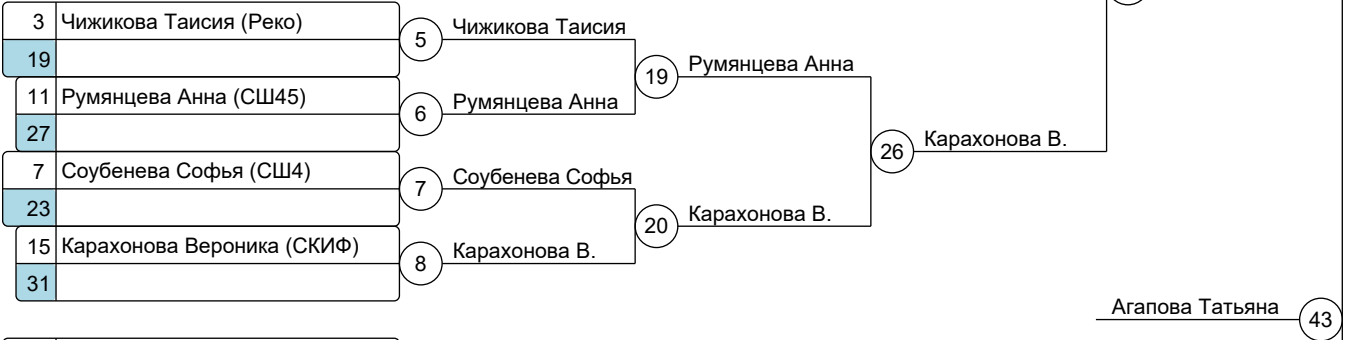 3 Чижикова Таисия (Реко)
5 Чижикова Таисия
19
19 Румянцева Анна
11 Румянцева Анна (СШ45)
6 Румянцева Анна
27
26 Карахонова В.
7 Соубенева Софья (СШ4)
7 Соубенева Софья
23
20 Карахонова В.
15 Карахонова Вероника (СКИФ)
8 Карахонова В.
31
Агапова Татьяна 43